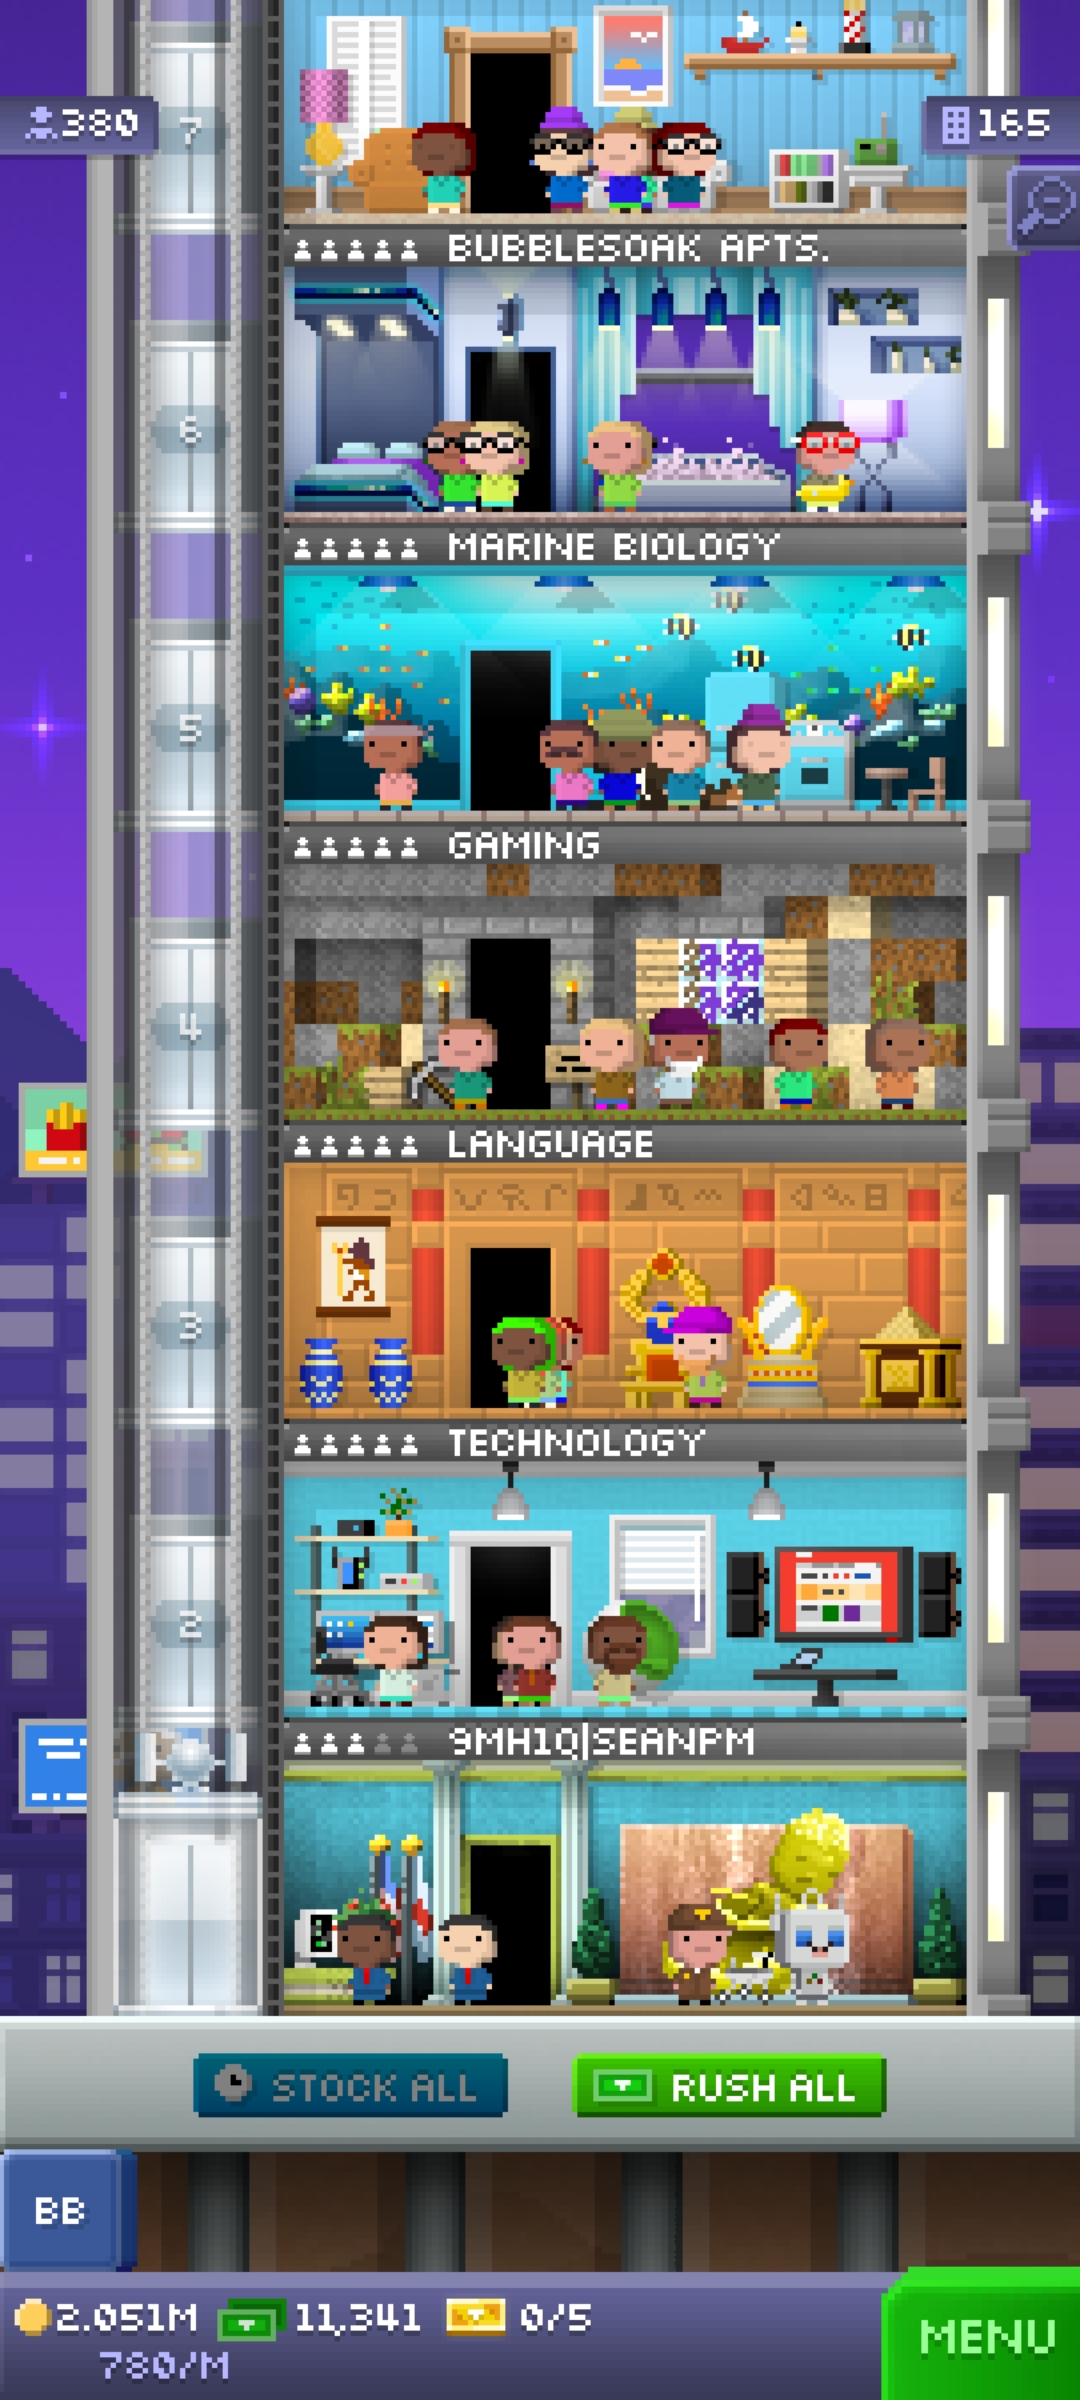 380
165
7
BUBBLESOAK APTS.
6
MARINE BIOLOGY
5
GAMING
4
LANGUAGE
3
TECHNOLOGY
2
9MH1Q|SEANPM
STOCK ALL
RUSH ALL
BB
2.051M
11,341
0/5
780/M
MENU